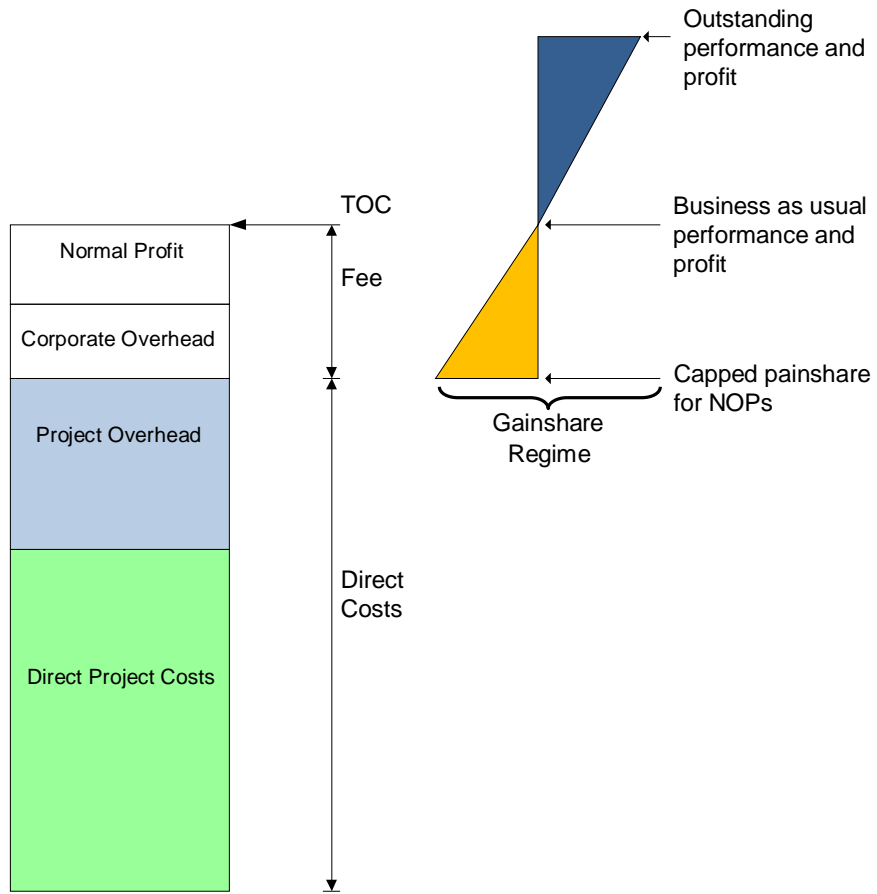 Outstanding
performance and
profit
TOC
Business as usual
performance and
profit
Normal Profit
Fee
Corporate Overhead
Capped painshare
for NOPs
Gainshare
Regime
Project Overhead
Direct
Costs
Direct Project Costs